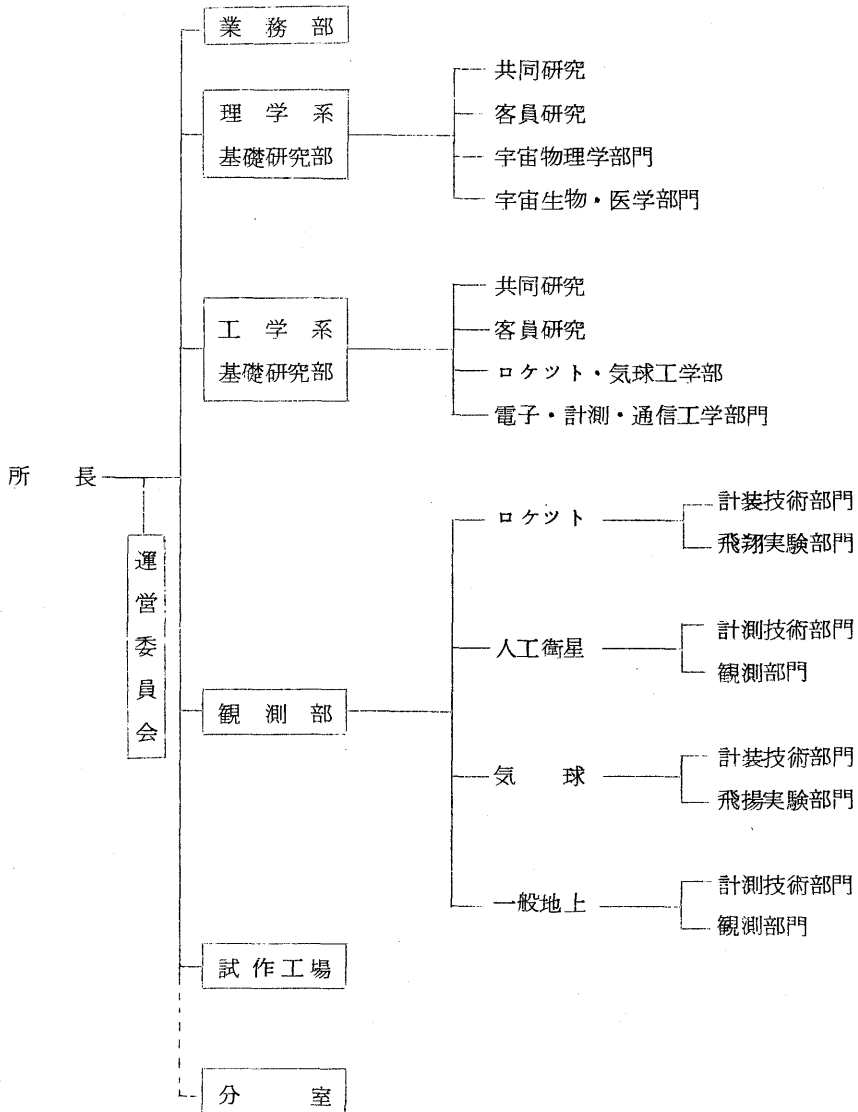 業務部
理学系
基礎研究部
共同研究
客員研究
宇宙物理学部門
宇宙生物・医学部門
工学系
基礎研究部
共同研究
客員研究
ロケット・気球工学部
電子・計測・通信工学部門
所長
運営委員会
観測部
ロケット
計装技術部門
飛翔実験部門
人工衛星
計測技術部門
観測部門
気球
計装技術部門
飛揚実験部門
一般地上
計測技術部門
観測部門
試作工場
分室